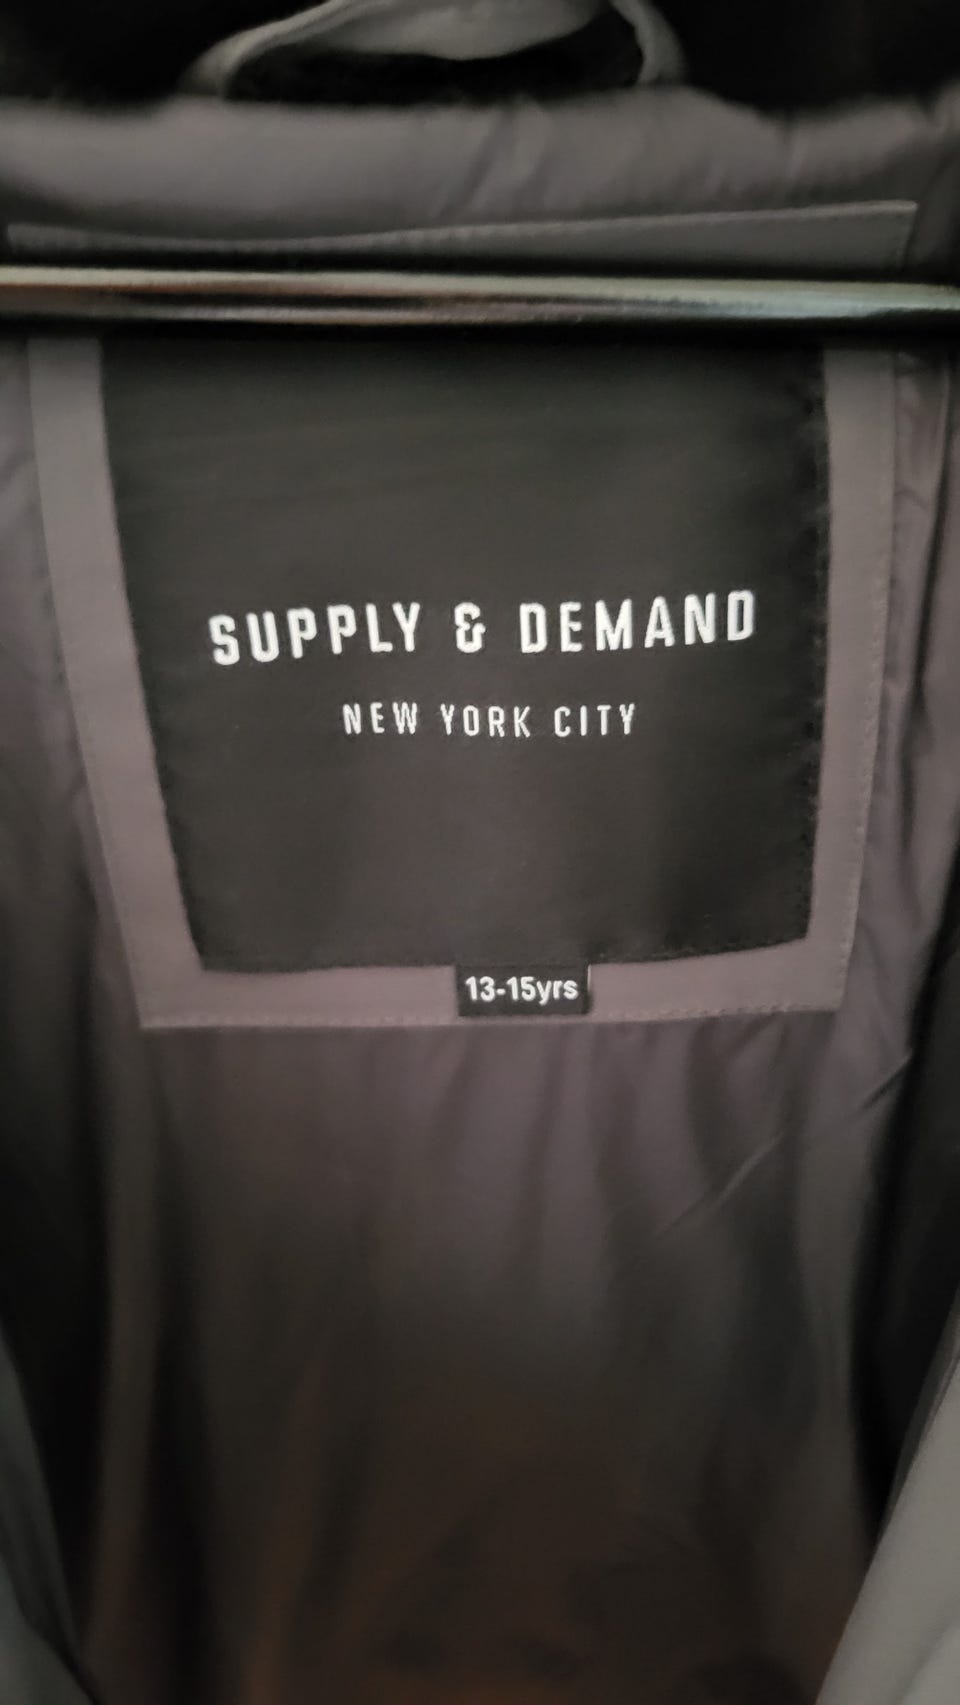 SUPPLY & DEMAND
NEW YORK CITY
13-15yrs